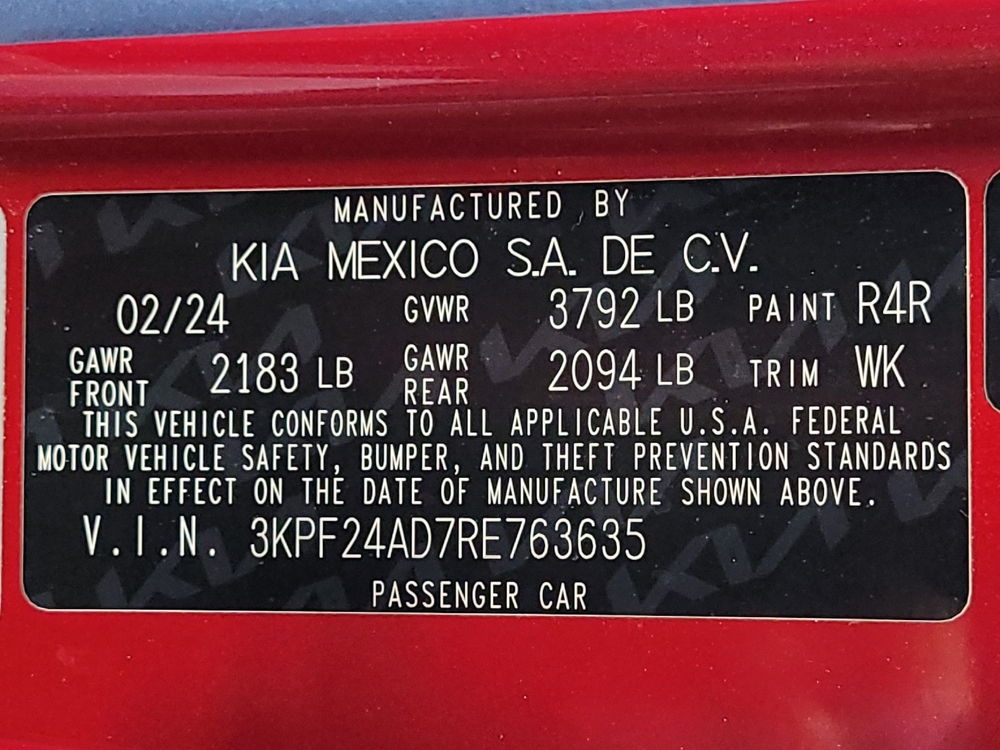 MANUFACTURED BY
KIA MEXICO S.A. DE C.V.
02/24 GVWR 3792 LB PAINT R4R
GAWR FRONT 2183 LB GAWR REAR 2094 LB TRIM WK
THIS VEHICLE CONFORMS TO ALL APPLICABLE U.S.A. FEDERAL
MOTOR VEHICLE SAFETY, BUMPER, AND THEFT PREVENTION STANDARDS
IN EFFECT ON THE DATE OF MANUFACTURE SHOWN ABOVE.
V.I.N. 3KPF24AD7RE763635
PASSENGER CAR